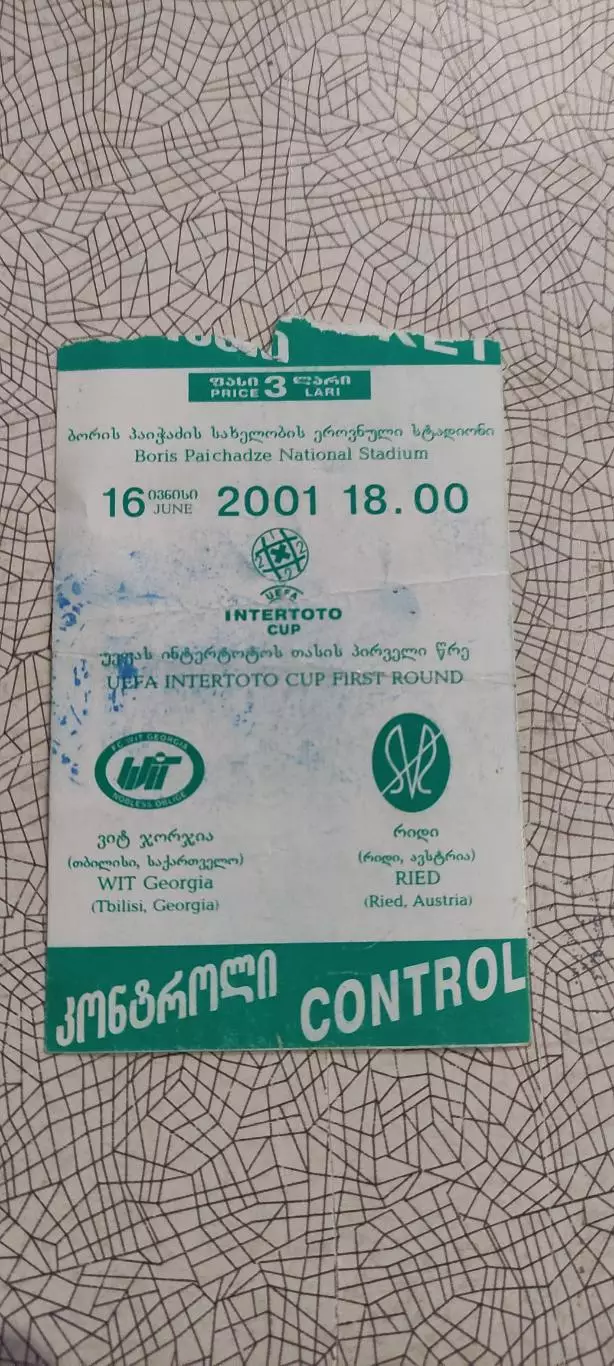 ფასი 3 ლარი
PRICE LARI
ბორის პაიჭაძის სახელობის ეროვნული სტადიონი
Boris Paichadze National Stadium
16 ივნისი 2001 18.00
JUNE
UEFA
INTERTOTO
CUP
უეფას ინტერტოტოს თასის პირველი წრე
UEFA INTERTOTO CUP FIRST ROUND
FC WIT GEORGIA
WIT
NOBLESS OBLIGE
SVR
ვიტ ჯორჯია
(თბილისი, საქართველო)
WIT Georgia
(Tbilisi, Georgia)
რიდი
(რიდი, ავსტრია)
RIED
(Ried, Austria)
კონტროლი CONTROL